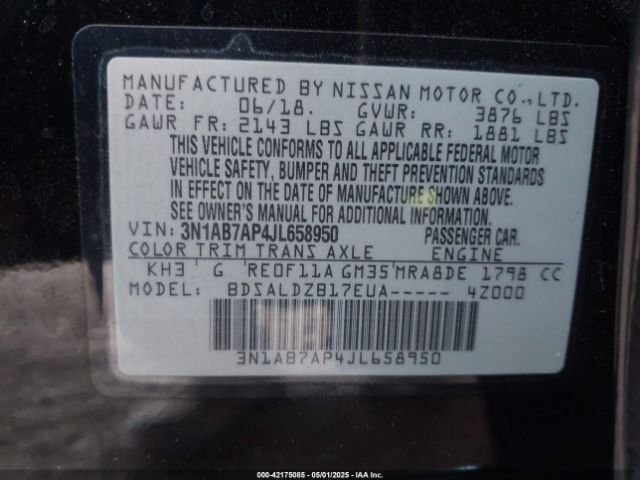 MANUFACTURED BY NISSAN MOTOR CO.,LTD.
DATE: 06/18. GVWR: 3876 LBS
GAWR FR: 2143 LBS GAWR RR: 1881 LBS
THIS VEHICLE CONFORMS TO ALL APPLICABLE FEDERAL MOTOR
VEHICLE SAFETY, BUMPER AND THEFT PREVENTION STANDARDS
IN EFFECT ON THE DATE OF MANUFACTURE SHOWN ABOVE.
SEE OWNER'S MANUAL FOR ADDITIONAL INFORMATION.
VIN: 3N1AB7AP4JL658950 PASSENGER CAR.
COLOR TRIM TRANS AXLE ENGINE
KH3 G RE0F11A GM35 MRA8DE 1798 CC
MODEL: BDSALDZB17EUA----- 4Z000
3N1AB7AP4JL658950
000-42175085 - 05/01/2025 - © IAA Inc.